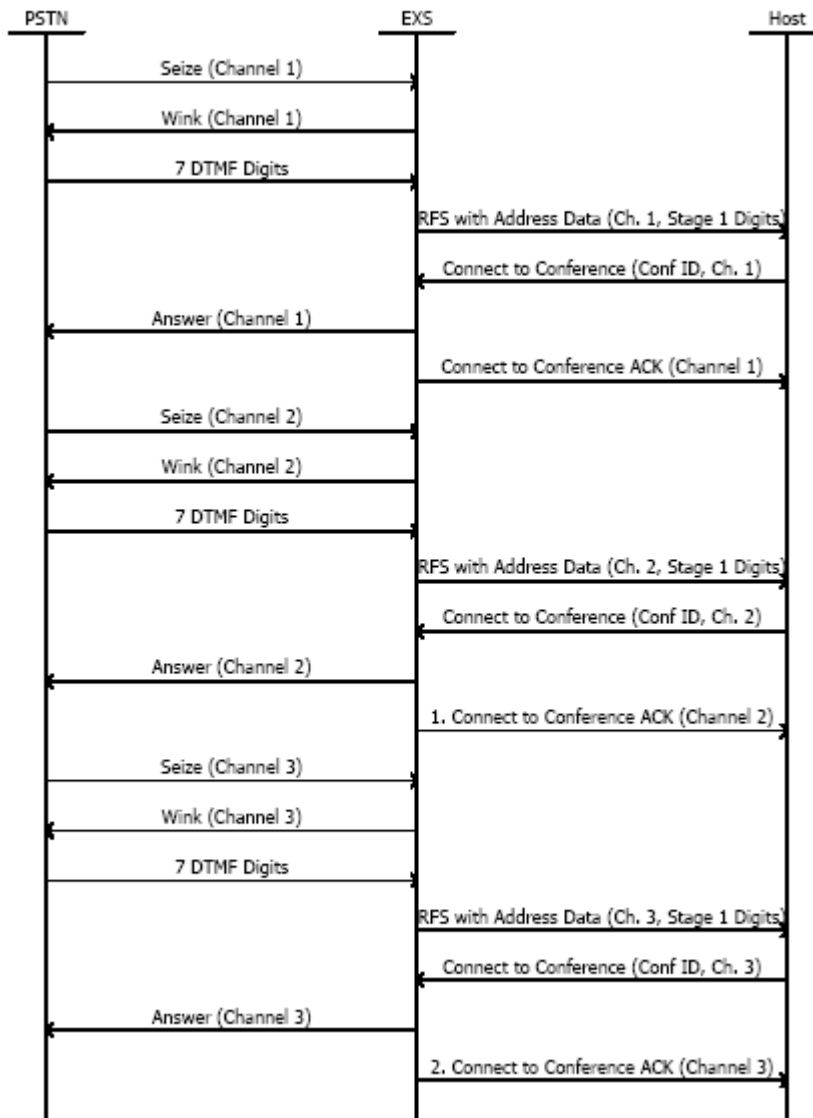 PSTN EXS Host
Seize (Channel 1)
Wink (Channel 1)
7 DTMF Digits
RFS with Address Data (Ch. 1, Stage 1 Digits)
Connect to Conference (Conf ID, Ch. 1)
Answer (Channel 1)
Connect to Conference ACK (Channel 1)
Seize (Channel 2)
Wink (Channel 2)
7 DTMF Digits
RFS with Address Data (Ch. 2, Stage 1 Digits)
Connect to Conference (Conf ID, Ch. 2)
Answer (Channel 2)
1. Connect to Conference ACK (Channel 2)
Seize (Channel 3)
Wink (Channel 3)
7 DTMF Digits
RFS with Address Data (Ch. 3, Stage 1 Digits)
Connect to Conference (Conf ID, Ch. 3)
Answer (Channel 3)
2. Connect to Conference ACK (Channel 3)